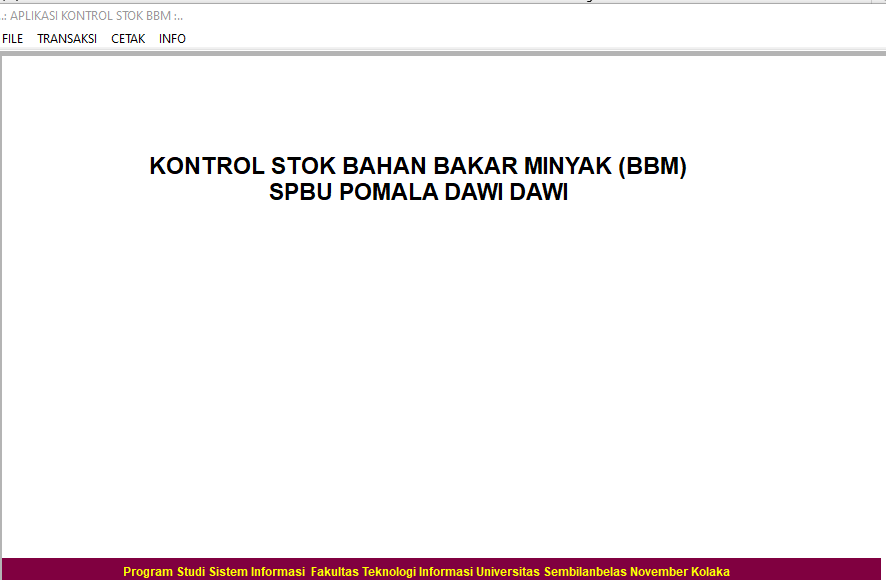 .: APLIKASI KONTROL STOK BBM :..
FILE TRANSAKSI CETAK INFO
KONTROL STOK BAHAN BAKAR MINYAK (BBM)
SPBU POMALA DAWI DAWI
Program Studi Sistem Informasi Fakultas Teknologi Informasi Universitas Sembilanbelas November Kolaka